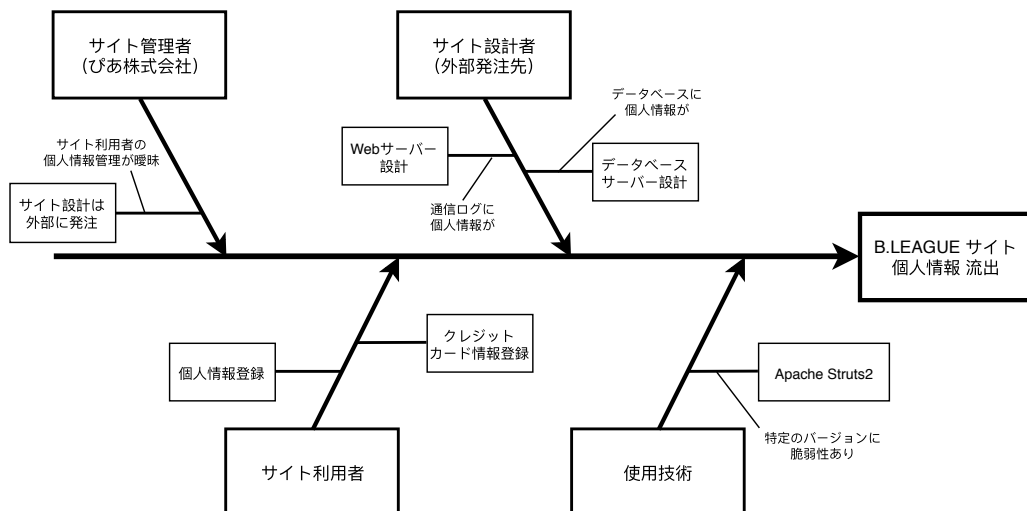 サイト管理者
（ぴあ株式会社）
サイト設計者
（外部発注先）
データベースに
個人情報が
サイト利用者の
個人情報管理が曖昧
Webサーバー
設計
データベース
サーバー設計
サイト設計は
外部に発注
通信ログに
個人情報が
B.LEAGUE サイト
個人情報 流出
クレジット
カード情報登録
個人情報登録
Apache Struts2
特定のバージョンに
脆弱性あり
サイト利用者
使用技術